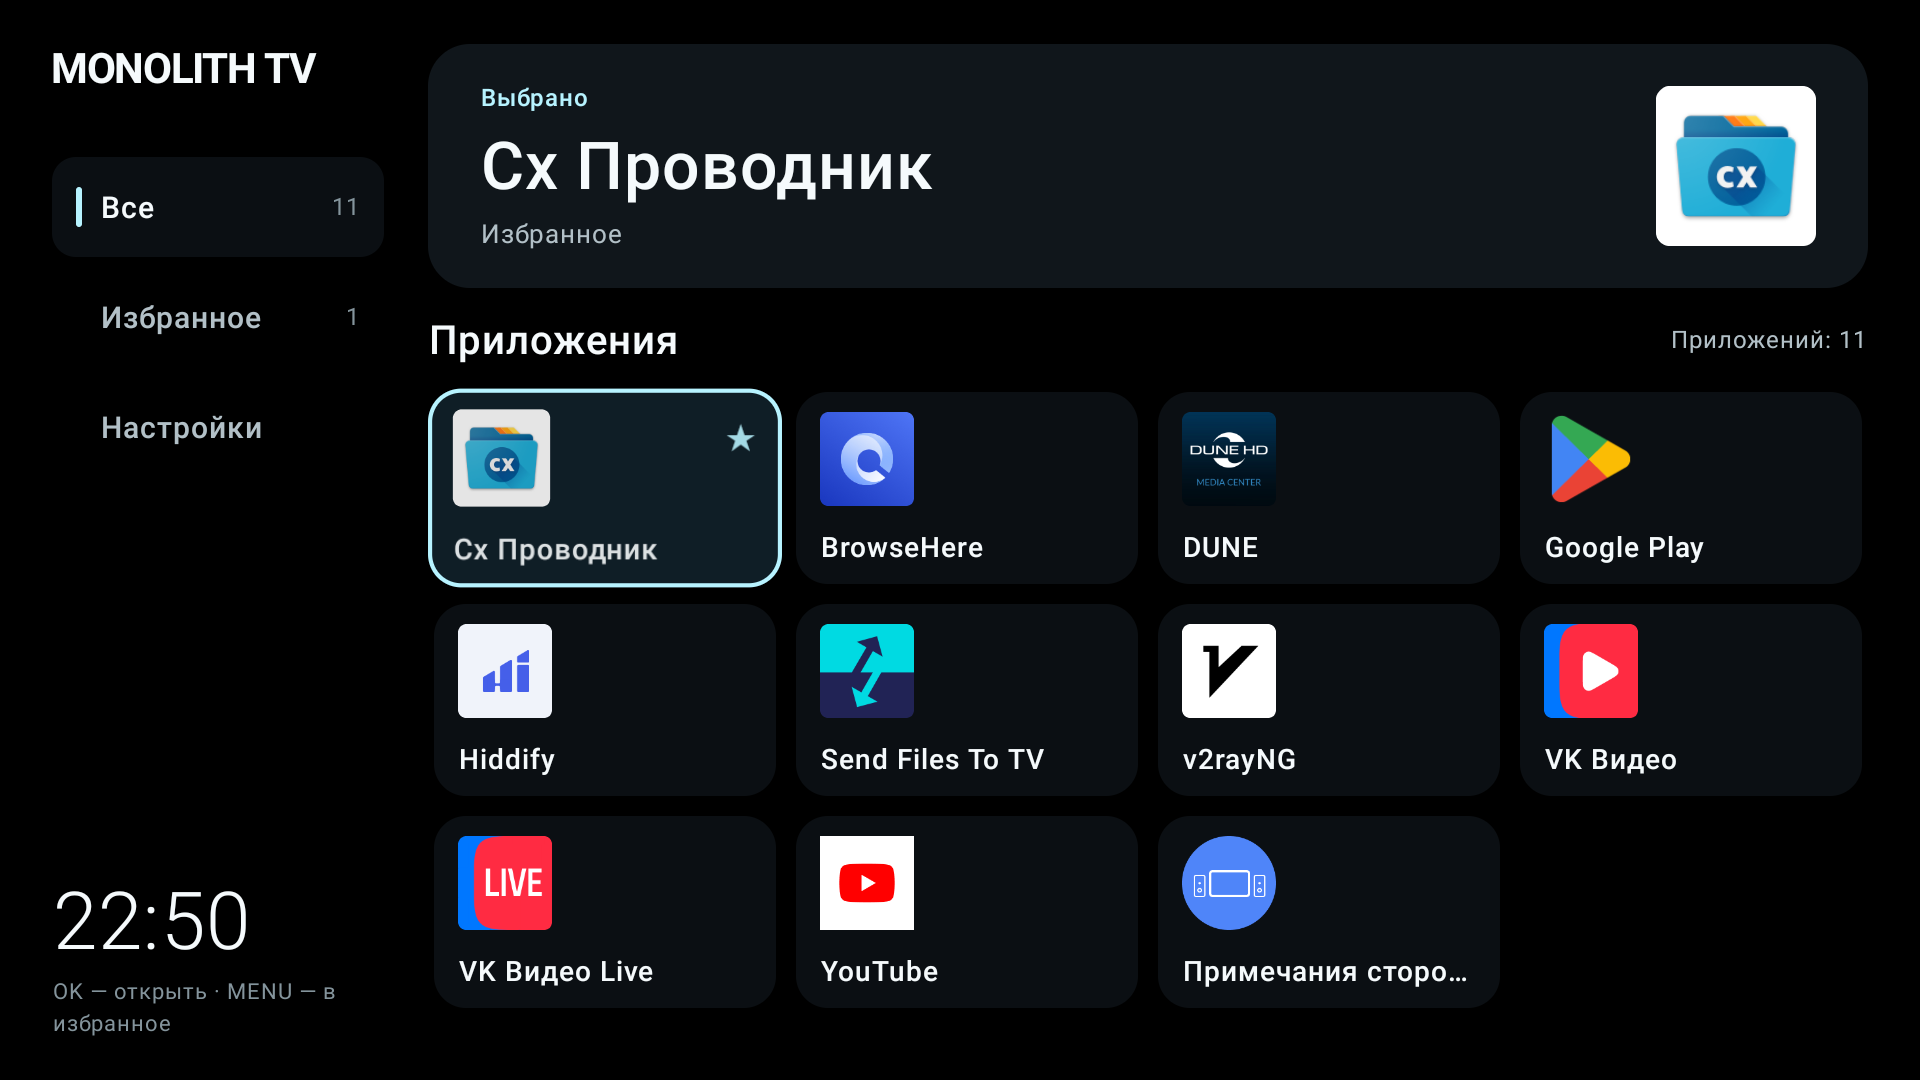 MONOLITH TV
Все 11
Избранное 1
Настройки
22:50
OK — открыть · MENU — в
избранное
Выбрано
Cx Проводник
Избранное
CX
Приложения
Приложений: 11
CX
Cx Проводник
BrowseHere
DUNE HD
MEDIA CENTER
DUNE
Google Play
Hiddify
Send Files To TV
v2rayNG
VK Видео
LIVE
VK Видео Live
YouTube
Примечания сторо...